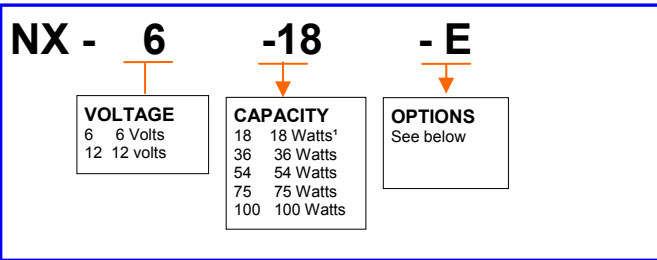 NX - 6 -18 - E
VOLTAGE
6 6 Volts
12 12 volts
CAPACITY
18 18 Watts¹
36 36 Watts
54 54 Watts
75 75 Watts
100 100 Watts
OPTIONS
See below